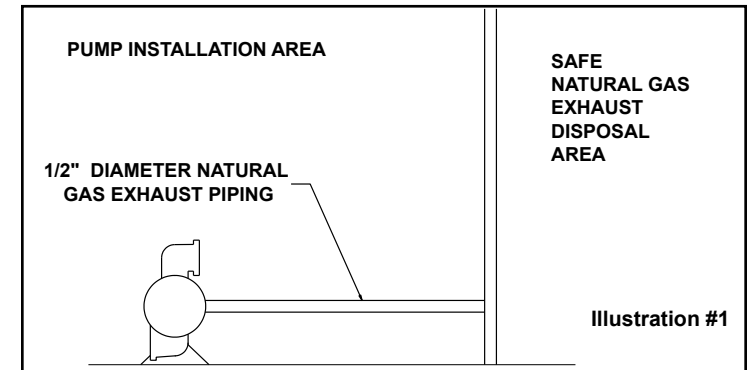 PUMP INSTALLATION AREA
SAFE
NATURAL GAS
EXHAUST
DISPOSAL
AREA
1/2" DIAMETER NATURAL
GAS EXHAUST PIPING
Illustration #1